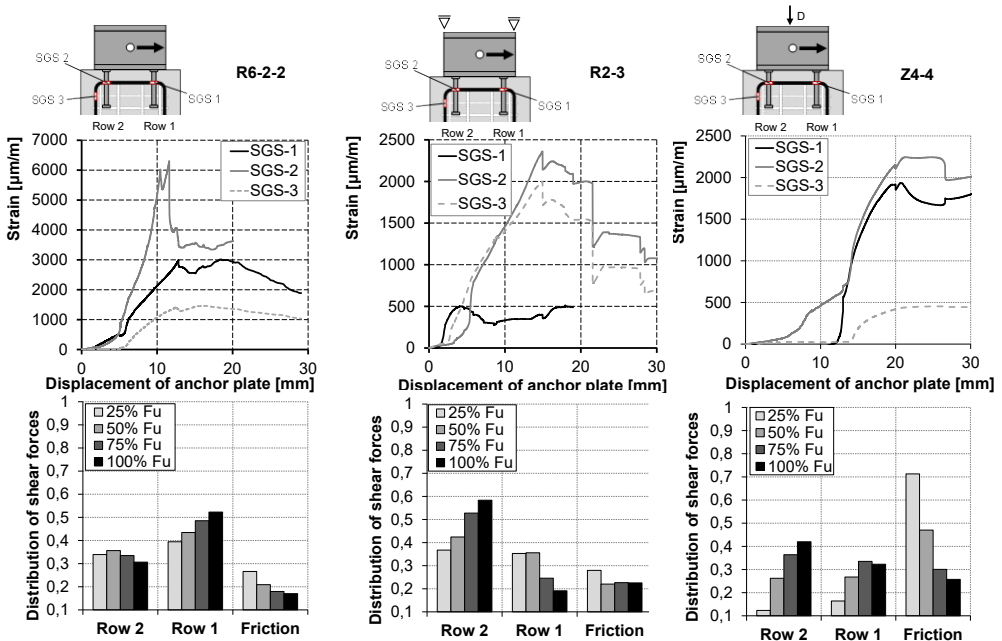 R6-2-2
SGS 2
SGS 3
SGS 1
Row 2 Row 1
Strain [µm/m]
7000
6000
5000
4000
3000
2000
1000
0
SGS-1
SGS-2
SGS-3
0 10 20 30
Displacement of anchor plate [mm]
R2-3
SGS 2
SGS 3
SGS 1
Row 2 Row 1
Strain [µm/m]
2500
2000
1500
1000
500
0
SGS-1
SGS-2
SGS-3
0 10 20 30
Displacement of anchor plate [mm]
D
Z4-4
SGS 2
SGS 3
SGS 1
Row 2 Row 1
Strain [µm/m]
2500
2000
1500
1000
500
0
SGS-1
SGS-2
SGS-3
0 10 20 30
Displacement of anchor plate [mm]
Distribution of shear forces
1
0,9
0,8
0,7
0,6
0,5
0,4
0,3
0,2
0,1
25% Fu
50% Fu
75% Fu
100% Fu
Row 2 Row 1 Friction
Distribution of shear forces
1
0,9
0,8
0,7
0,6
0,5
0,4
0,3
0,2
0,1
25% Fu
50% Fu
75% Fu
100% Fu
Row 2 Row 1 Friction
Distribution of shear forces
1
0,9
0,8
0,7
0,6
0,5
0,4
0,3
0,2
0,1
25% Fu
50% Fu
75% Fu
100% Fu
Row 2 Row 1 Friction